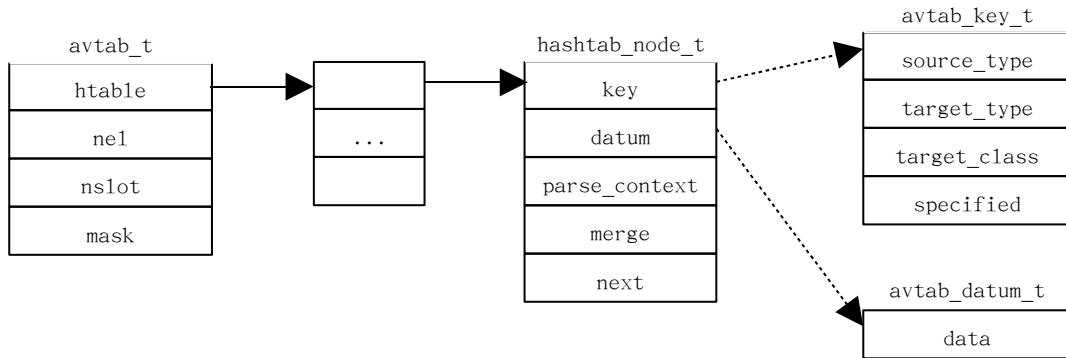 avtab_t
htable
nel
nslot
mask
...
hashtab_node_t
key
datum
parse_context
merge
next
avtab_key_t
source_type
target_type
target_class
specified
avtab_datum_t
data